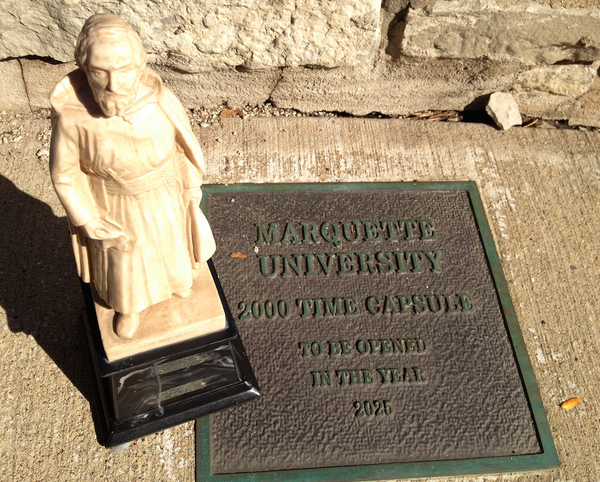 MARQUETTE
UNIVERSITY
2000 TIME CAPSULE
TO BE OPENED
IN THE YEAR
2025